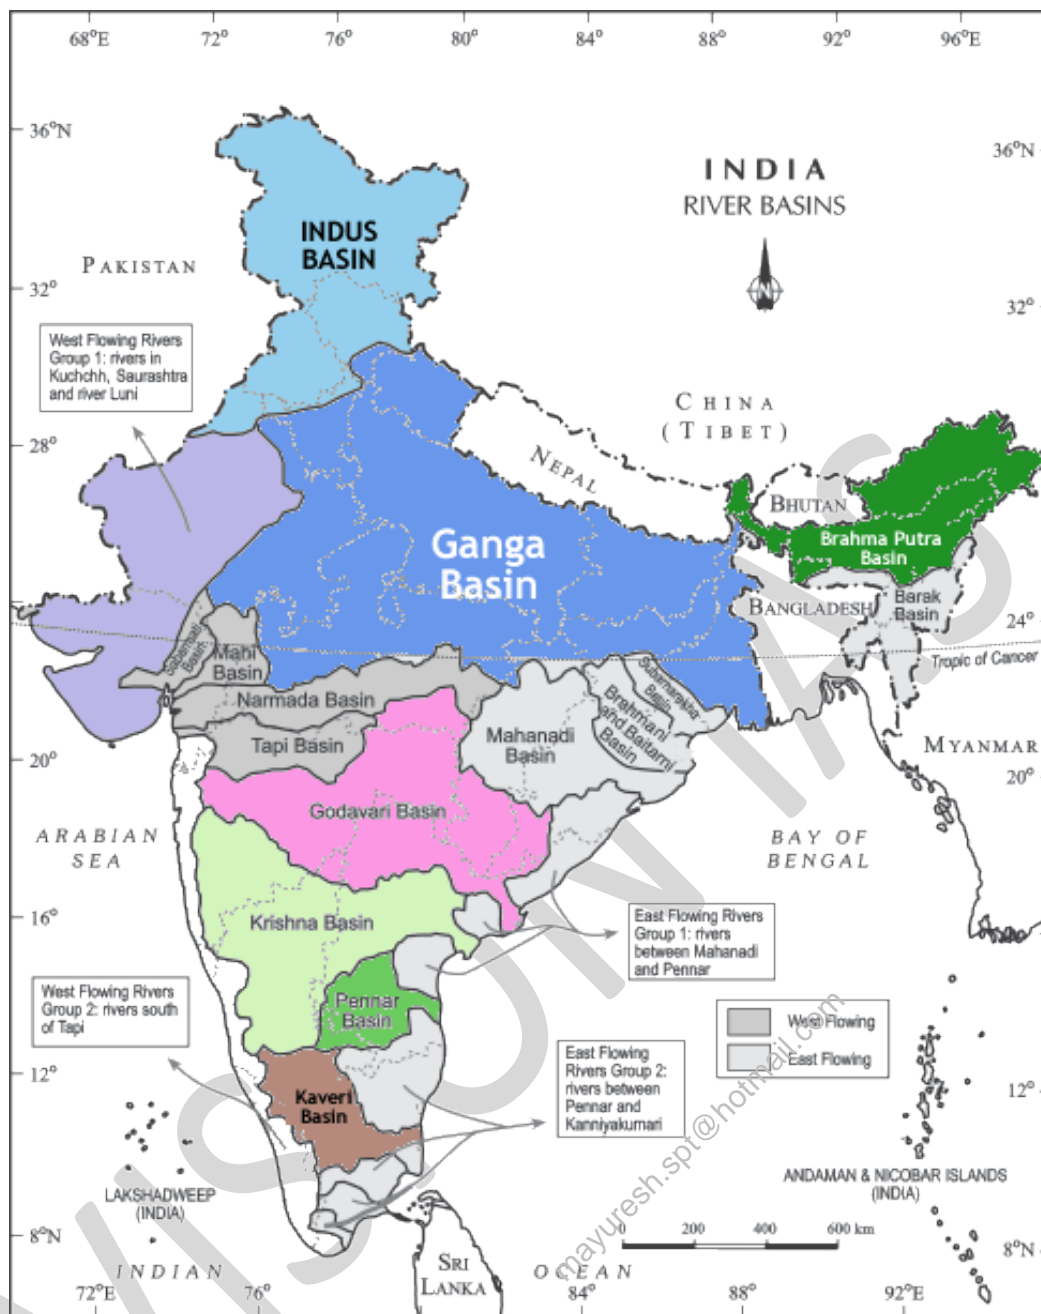 68°E 72° 76° 80° 84° 88° 92° 96°E
36°N
36°N
INDIA
RIVER BASINS
INDUS
BASIN
PAKISTAN
N
32°
32°
West Flowing Rivers
Group 1: rivers in
Kuchchh, Saurashtra
and river Luni
CHINA
(TIBET)
28°
NEPAL
BHUTAN
Brahma Putra
Basin
Ganga
Basin
BANGLADESH
Barak
Basin
24°
Sabarmati
Basin
Mahi
Basin
Tropic of Cancer
Subarnarekha
Basin
Narmada Basin
Brahmani
and Baitarni
Basin
Tapi Basin
Mahanadi
Basin
MYANMAR
20°
20°
Godavari Basin
ARABIAN
SEA
BAY OF
BENGAL
16°
Krishna Basin
East Flowing Rivers
Group 1: rivers
between Mahanadi
and Pennar
West Flowing Rivers
Group 2: rivers south
of Tapi
Pennar
Basin
West Flowing
East Flowing
East Flowing
Rivers Group 2:
rivers between
Pennar and
Kanniyakumari
12°
12°
Kaveri
Basin
LAKSHADWEEP
(INDIA)
ANDAMAN & NICOBAR ISLANDS
(INDIA)
0 200 400 600 km
8°N
8°N
SRI
LANKA
INDIAN OCEAN
72°E 76° 84° 88° 92°E
VISION IAS
mayuresh.spt@hotmail.com